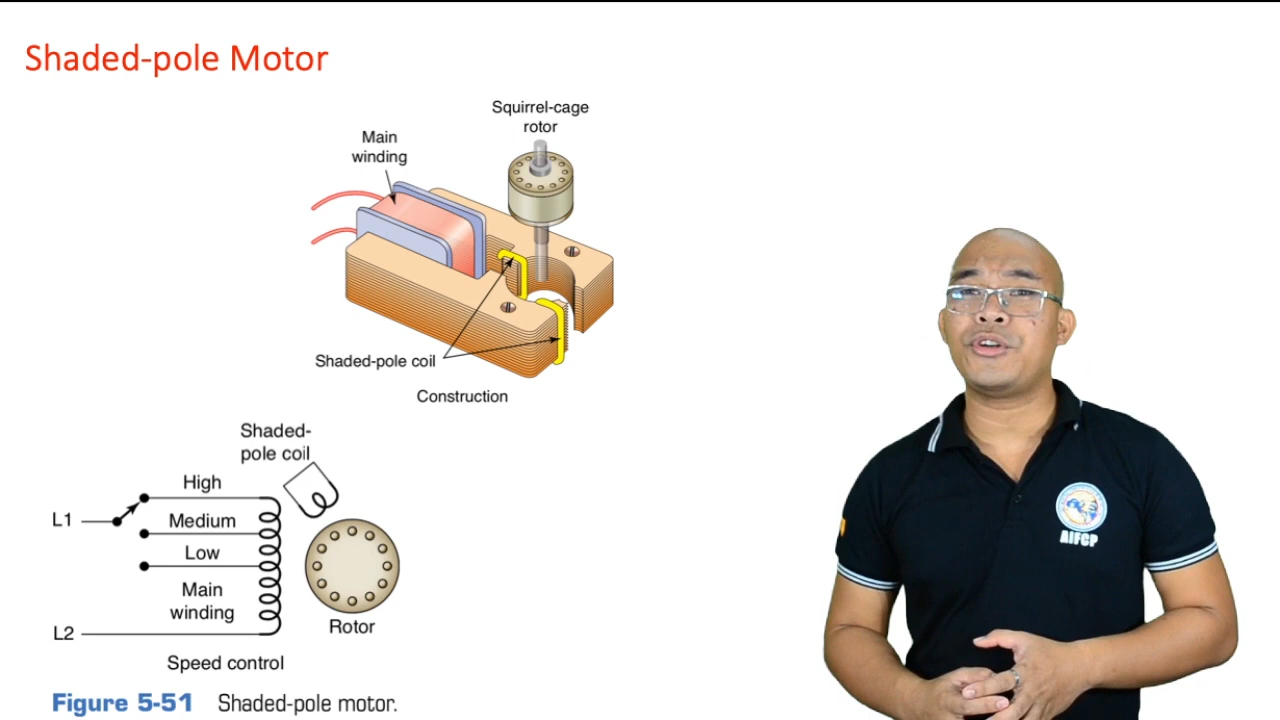 Shaded-pole Motor
Squirrel-cage
rotor
Main
winding
Shaded-pole coil
Construction
Shaded-
pole coil
High
L1
Medium
Low
Main
winding
L2
Rotor
Speed control
Figure 5-51 Shaded-pole motor.
AIFCP